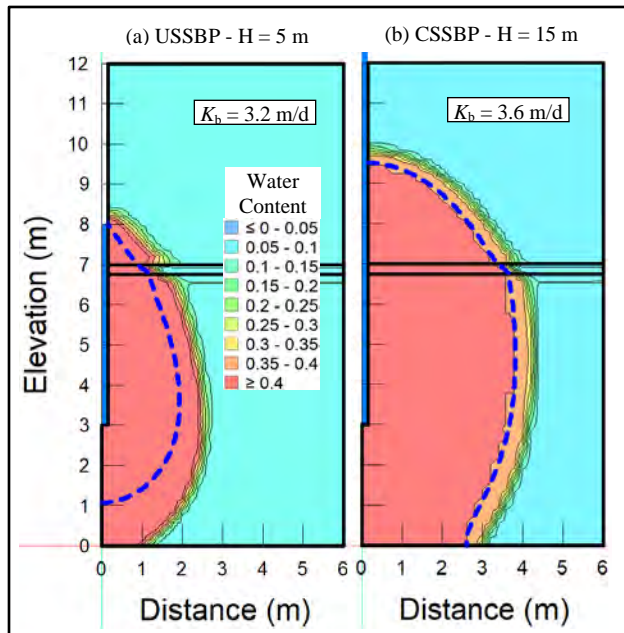 (a) USSBP - H = 5 m
(b) CSSBP - H = 15 m
K_b = 3.2 m/d
K_b = 3.6 m/d
Water
Content
≤ 0 - 0.05
0.05 - 0.1
0.1 - 0.15
0.15 - 0.2
0.2 - 0.25
0.25 - 0.3
0.3 - 0.35
0.35 - 0.4
≥ 0.4
Elevation (m)
12
11
10
9
8
7
6
5
4
3
2
1
0
0 1 2 3 4 5 6
0 1 2 3 4 5 6
Distance (m)
Distance (m)